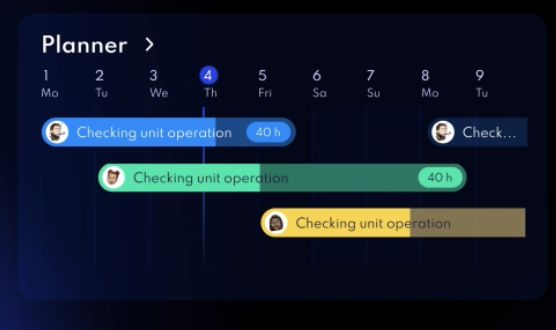 Planner >
1 2 3 4 5 6 7 8 9
Mo Tu We Th Fri Sa Su Mo Tu
Checking unit operation 40 h Check...
Checking unit operation 40 h
Checking unit operation